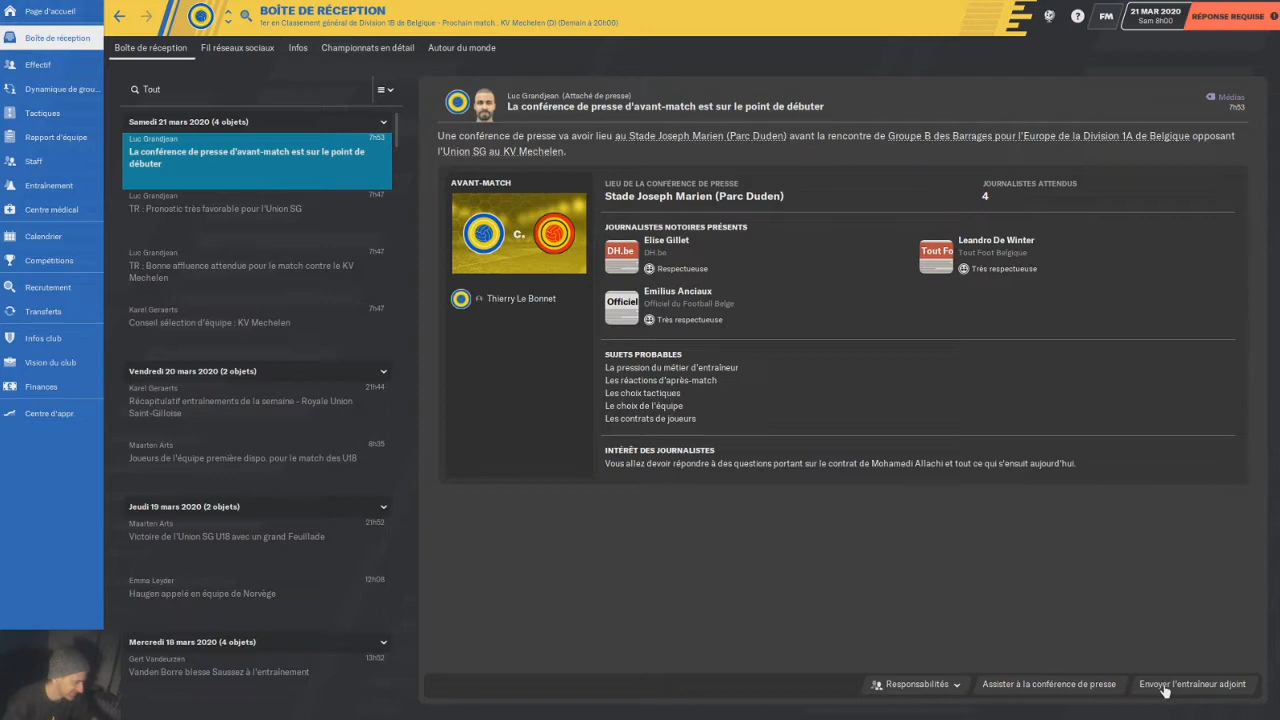 Page d'accueil
Boîte de réception
Effectif
Dynamique de grou...
Tactiques
Rapport d'équipe
Staff
Entraînement
Centre médical
Calendrier
Compétitions
Recrutement
Transferts
Infos club
Vision du club
Finances
Centre d'appr.
BOÎTE DE RÉCEPTION
1er en Classement général de Division 1B de Belgique - Prochain match : KV Mechelen (D) (Demain à 20h00)
?
FM
21 MAR 2020
Sam 8h00
RÉPONSE REQUISE
Boîte de réception
Fil réseaux sociaux
Infos
Championnats en détail
Autour du monde
Tout
Samedi 21 mars 2020 (4 objets)
Luc Grandjean 7h53
La conférence de presse d'avant-match est sur le point de
débuter
Luc Grandjean 7h47
TR : Pronostic très favorable pour l'Union SG
Luc Grandjean 7h47
TR : Bonne affluence attendue pour le match contre le KV
Mechelen
Karel Geraerts 7h47
Conseil sélection d'équipe : KV Mechelen
Vendredi 20 mars 2020 (2 objets)
Karel Geraerts 21h44
Récapitulatif entraînements de la semaine - Royale Union
Saint-Gilloise
Maarten Arts 8h35
Joueurs de l'équipe première dispo. pour le match des U18
Jeudi 19 mars 2020 (2 objets)
Maarten Arts 21h52
Victoire de l'Union SG U18 avec un grand Feuillade
Emma Leyder 12h08
Haugen appelé en équipe de Norvège
Mercredi 18 mars 2020 (4 objets)
Gert Vandeurzen 13h52
Vanden Borre blesse Saussez à l'entraînement
Luc Grandjean (Attaché de presse)
La conférence de presse d'avant-match est sur le point de débuter
Médias
7h53
Une conférence de presse va avoir lieu au Stade Joseph Marien (Parc Duden) avant la rencontre de Groupe B des Barrages pour l'Europe de la Division 1A de Belgique opposant
l'Union SG au KV Mechelen.
AVANT-MATCH
c.
Thierry Le Bonnet
LIEU DE LA CONFÉRENCE DE PRESSE
Stade Joseph Marien (Parc Duden)
JOURNALISTES ATTENDUS
4
JOURNALISTES NOTOIRES PRÉSENTS
DH.be
Elise Gillet
DH.be
Respectueuse
Tout Fo
Leandro De Winter
Tout Foot Belgique
Très respectueuse
Officiel
Emilius Anciaux
Officiel du Football Belge
Très respectueuse
SUJETS PROBABLES
La pression du métier d'entraîneur
Les réactions d'après-match
Les choix tactiques
Le choix de l'équipe
Les contrats de joueurs
INTÉRÊT DES JOURNALISTES
Vous allez devoir répondre à des questions portant sur le contrat de Mohamedi Allachi et tout ce qui s'ensuit aujourd'hui.
Responsabilités
Assister à la conférence de presse
Envoyer l'entraîneur adjoint